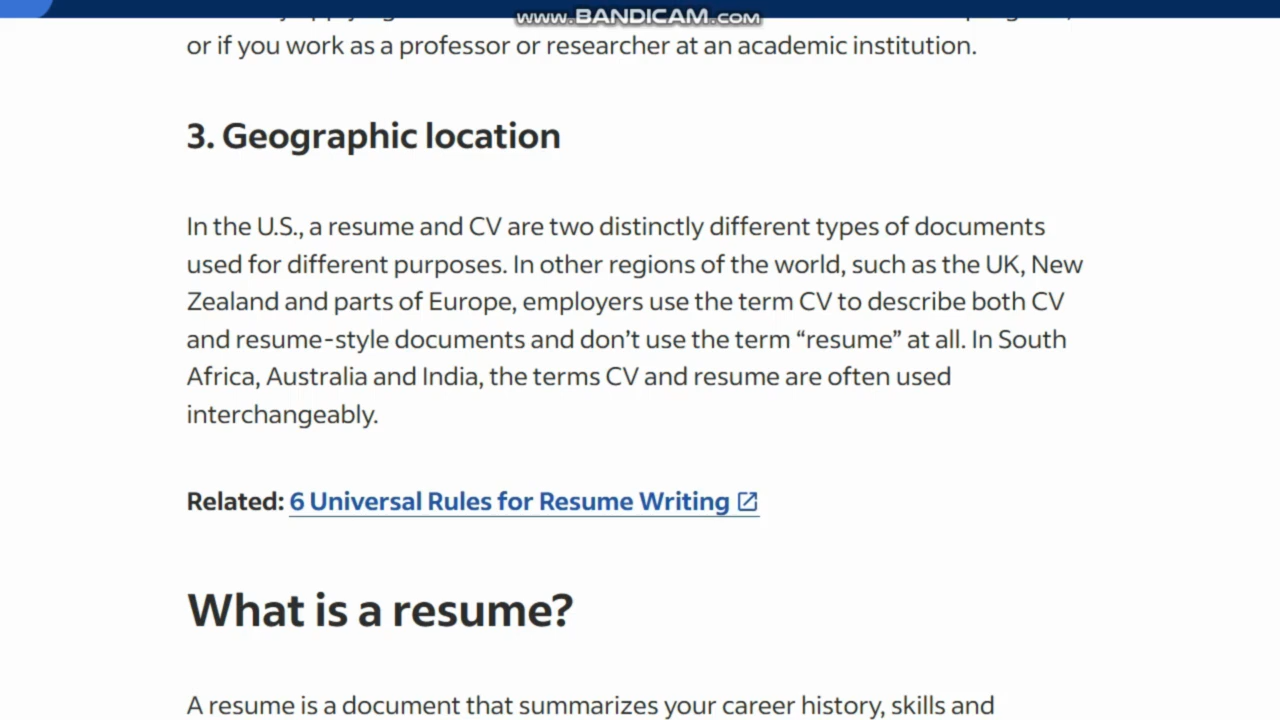 www.BANDICAM.com
or if you work as a professor or researcher at an academic institution.
3. Geographic location
In the U.S., a resume and CV are two distinctly different types of documents
used for different purposes. In other regions of the world, such as the UK, New
Zealand and parts of Europe, employers use the term CV to describe both CV
and resume-style documents and don’t use the term “resume” at all. In South
Africa, Australia and India, the terms CV and resume are often used
interchangeably.
Related: 6 Universal Rules for Resume Writing
What is a resume?
A resume is a document that summarizes your career history, skills and